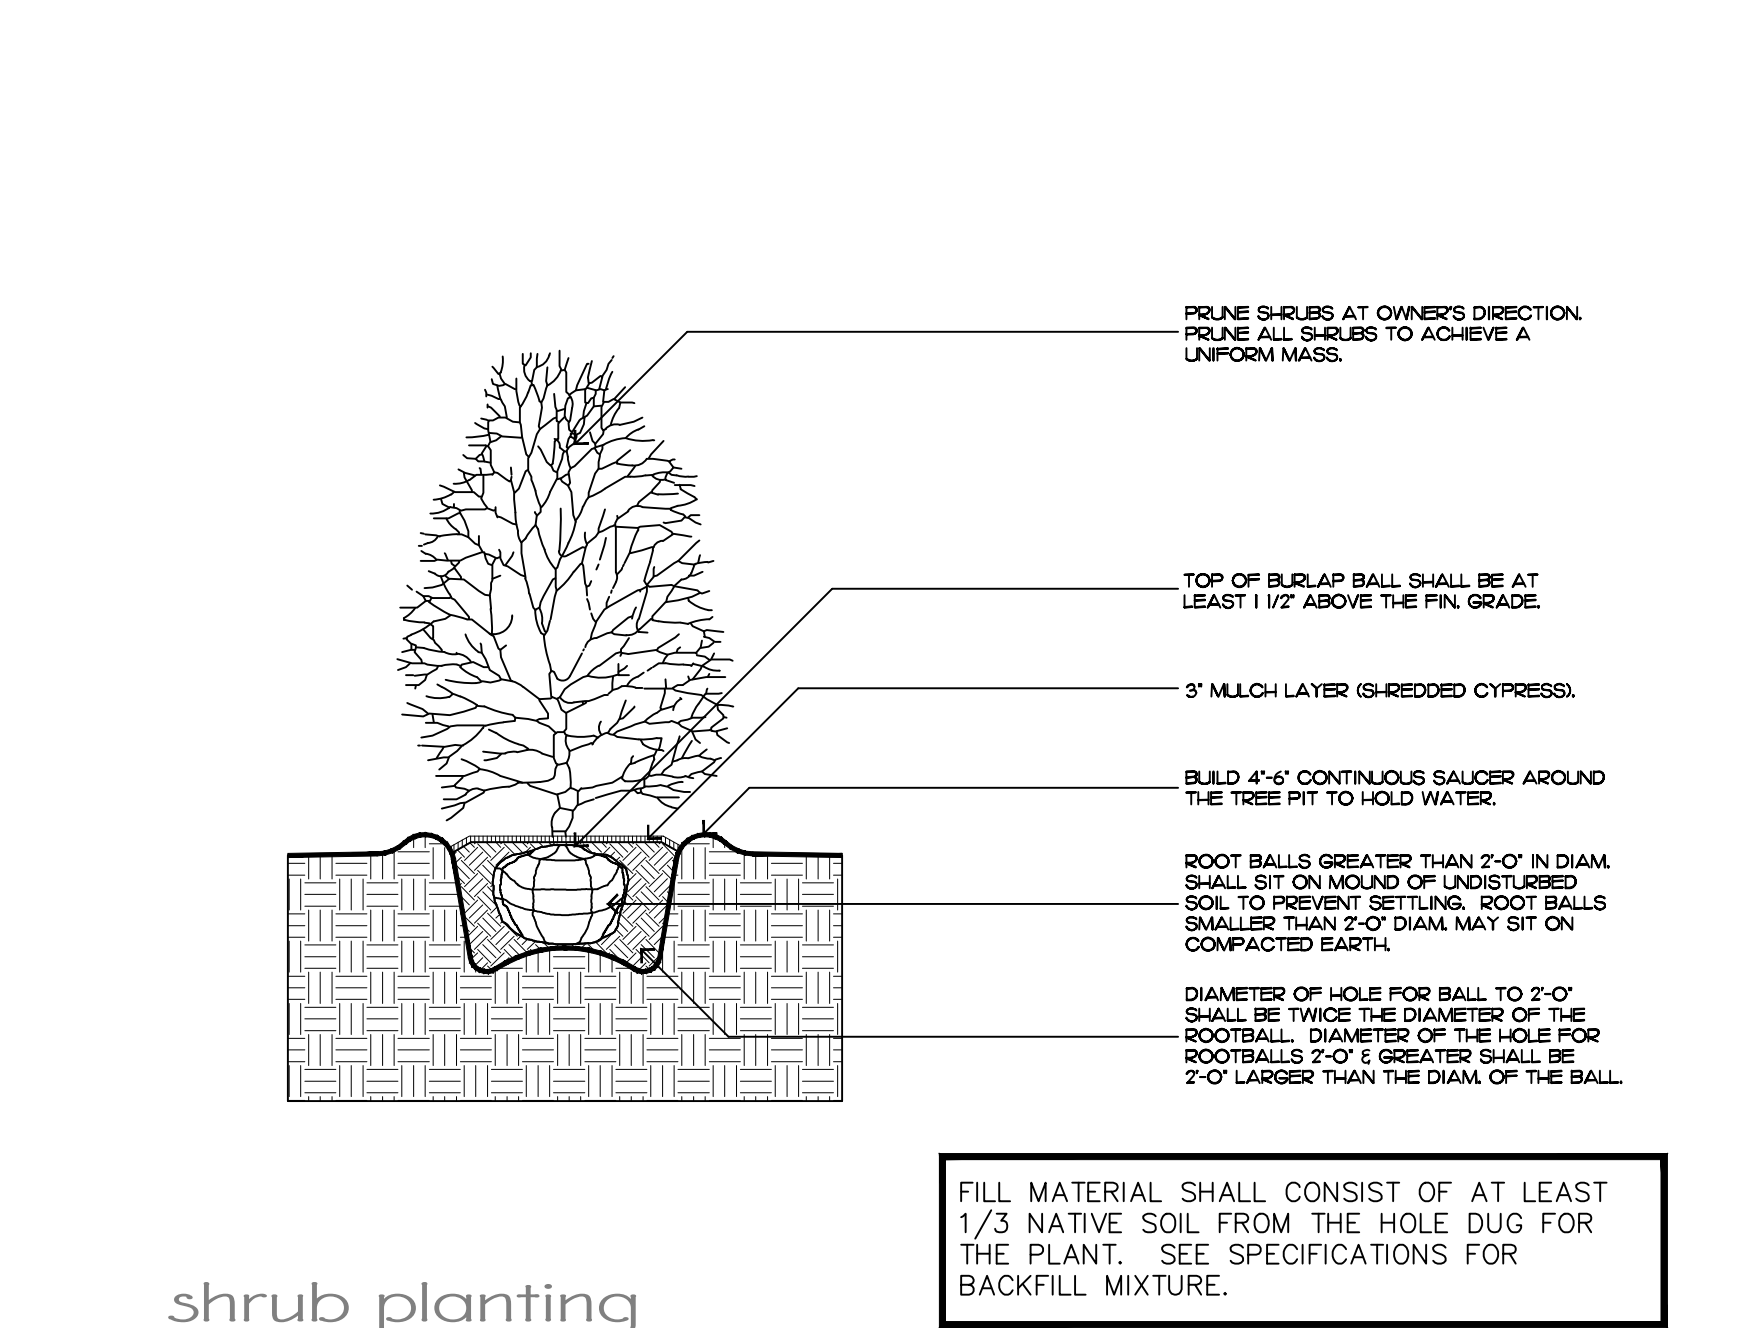 PRUNE SHRUBS AT OWNER'S DIRECTION.
PRUNE ALL SHRUBS TO ACHIEVE A
UNIFORM MASS.
TOP OF BURLAP BALL SHALL BE AT
LEAST 1 1/2" ABOVE THE FIN. GRADE.
3" MULCH LAYER (SHREDDED CYPRESS).
BUILD 4"-6" CONTINUOUS SAUCER AROUND
THE TREE PIT TO HOLD WATER.
ROOT BALLS GREATER THAN 2'-0" IN DIAM.
SHALL SIT ON MOUND OF UNDISTURBED
SOIL TO PREVENT SETTLING.  ROOT BALLS
SMALLER THAN 2'-0" DIAM. MAY SIT ON
COMPACTED EARTH.
DIAMETER OF HOLE FOR BALL TO 2'-0"
SHALL BE TWICE THE DIAMETER OF THE
ROOTBALL.  DIAMETER OF THE HOLE FOR
ROOTBALLS 2'-0" & GREATER SHALL BE
2'-0" LARGER THAN THE DIAM. OF THE BALL.
FILL MATERIAL SHALL CONSIST OF AT LEAST
1/3 NATIVE SOIL FROM THE HOLE DUG FOR
THE PLANT.  SEE SPECIFICATIONS FOR
BACKFILL MIXTURE.
shrub planting